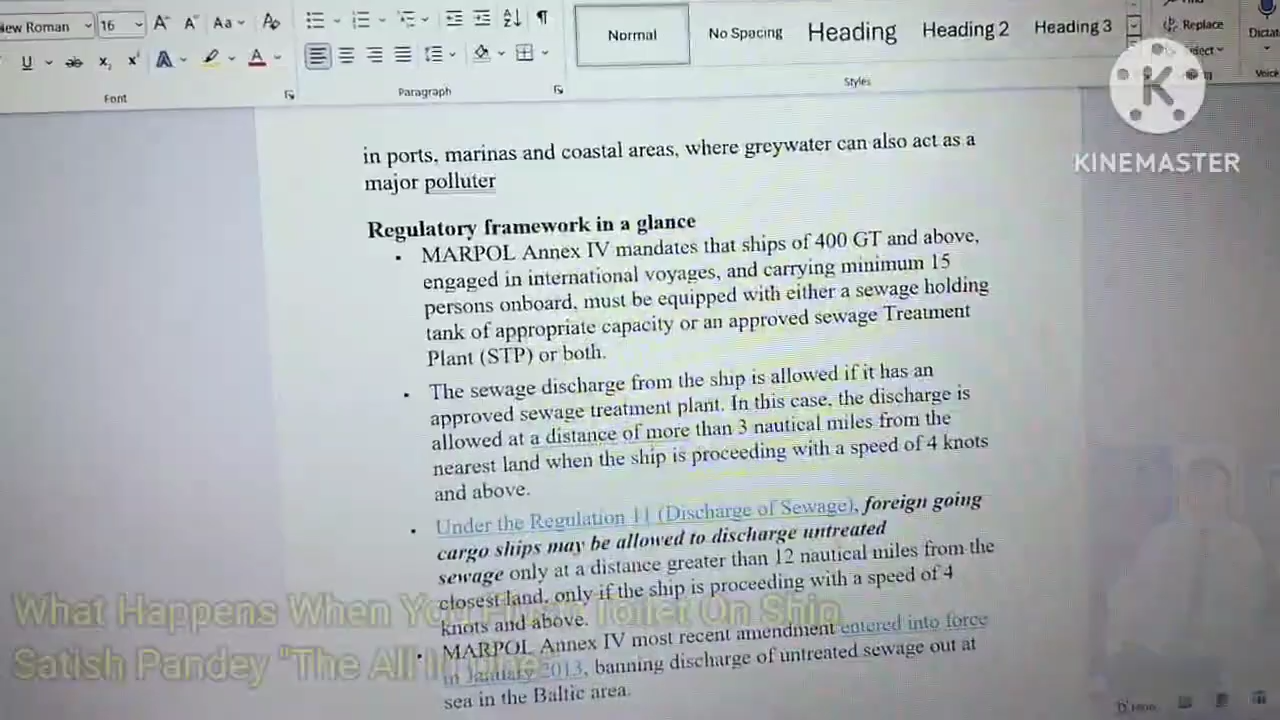 ew Roman
16
Aa
Replace
Normal
No Spacing
Heading
Heading 2
Heading 3
Dictat
Font
Paragraph
Styles
Voice
KINEMASTER
in ports, marinas and coastal areas, where greywater can also act as a
major polluter
Regulatory framework in a glance
MARPOL Annex IV mandates that ships of 400 GT and above,
engaged in international voyages, and carrying minimum 15
persons onboard, must be equipped with either a sewage holding
tank of appropriate capacity or an approved sewage Treatment
Plant (STP) or both.
The sewage discharge from the ship is allowed if it has an
approved sewage treatment plant. In this case, the discharge is
allowed at a distance of more than 3 nautical miles from the
nearest land when the ship is proceeding with a speed of 4 knots
and above.
Under the Regulation 11 (Discharge of Sewage), foreign going
cargo ships may be allowed to discharge untreated
sewage only at a distance greater than 12 nautical miles from the
closest land, only if the ship is proceeding with a speed of 4
knots and above.
MARPOL Annex IV most recent amendment entered into force
in January 2013, banning discharge of untreated sewage out at
sea in the Baltic area.
What Happens When You Toilet On Ship
Satish Pandey "The All In